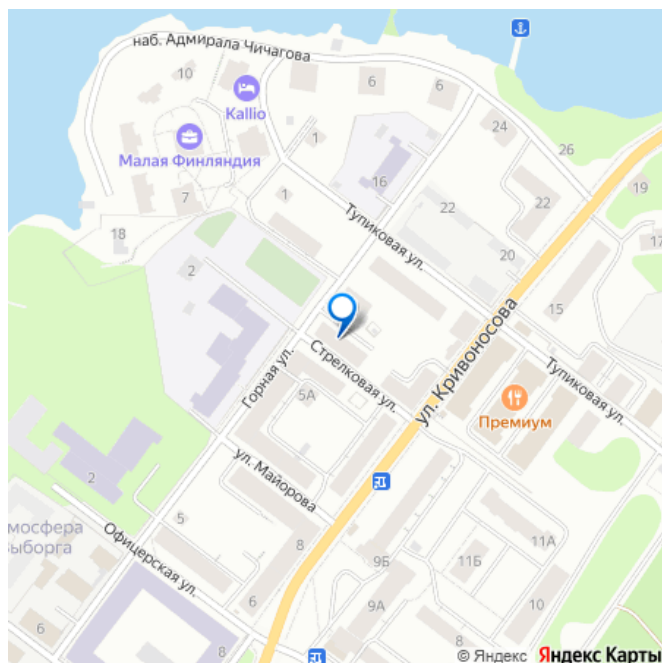 наб. Адмирала Чичагова
10
6
6
Kallio
24
Малая Финляндия
1
26
16
19
7
1
22
22
Тупиковая ул.
18
17
20
2
15
ул. Кривоносова
Горная ул.
Стрелковая ул.
Тупиковая ул.
5А
Премиум
2
ул. Майорова
мосфера
ыборга
5
Офицерская ул.
8
11А
9Б
11Б
6
9А
10
6
8
© Яндекс Яндекс Карты